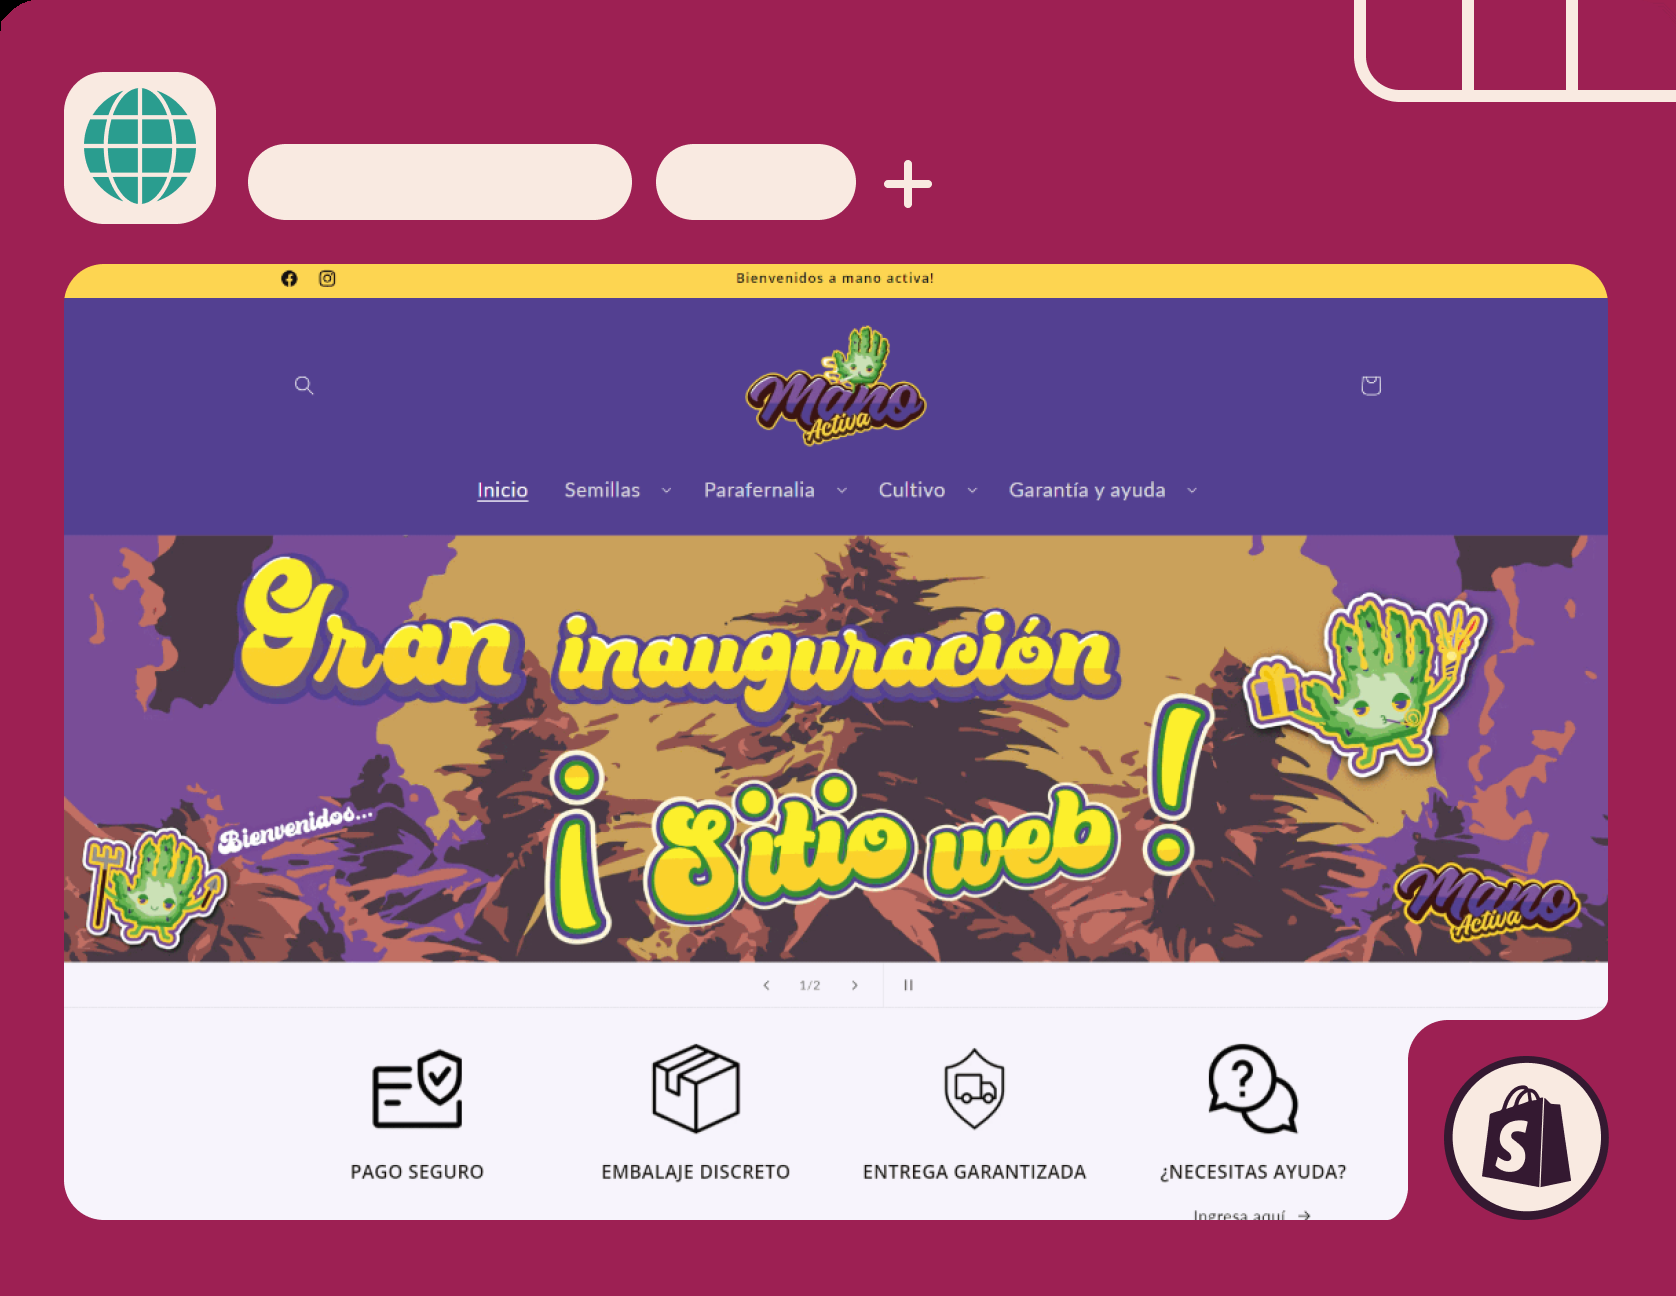 Bienvenidos a mano activa!
Mano
Activa
Inicio
Semillas
Parafernalia
Cultivo
Garantía y ayuda
Gran inauguración
¡Sitio web!
Bienvenidos...
Mano
Activa
1/2
PAGO SEGURO
EMBALAJE DISCRETO
ENTREGA GARANTIZADA
¿NECESITAS AYUDA?
Ingresa aquí →
S